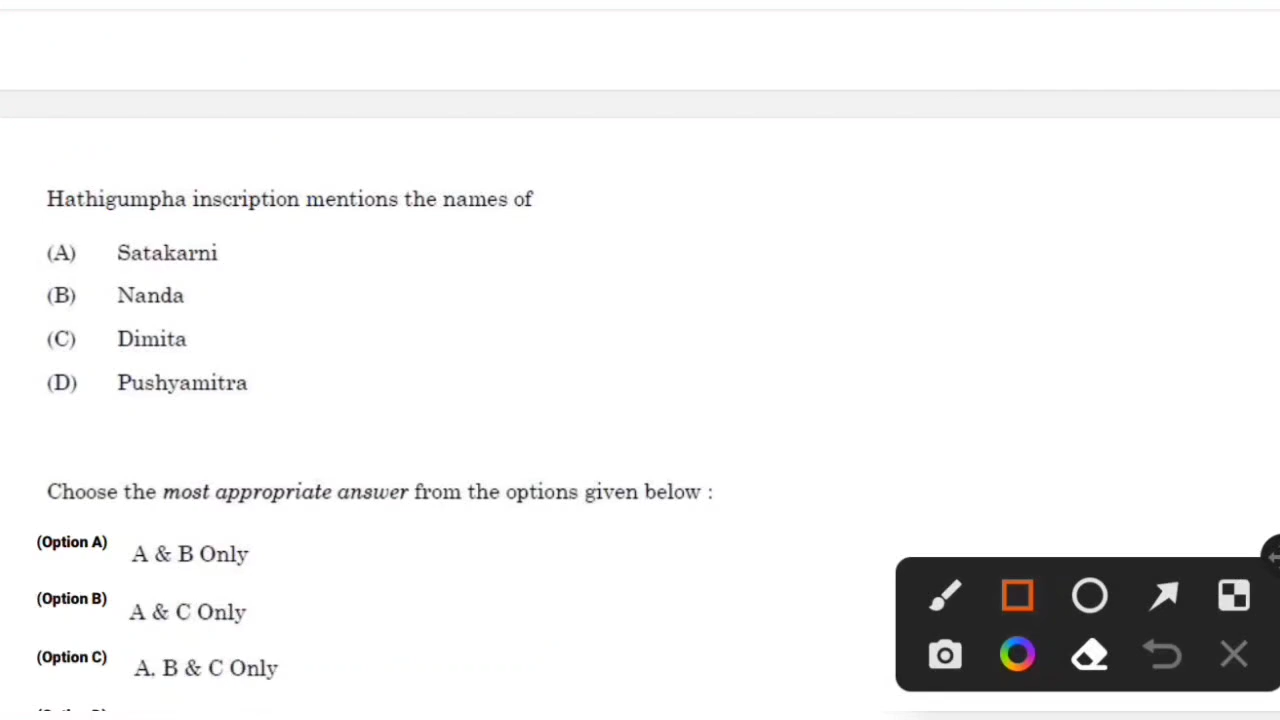 Hathigumpha inscription mentions the names of
(A) Satakarni
(B) Nanda
(C) Dimita
(D) Pushyamitra
Choose the most appropriate answer from the options given below :
(Option A) A & B Only
(Option B) A & C Only
(Option C) A. B & C Only